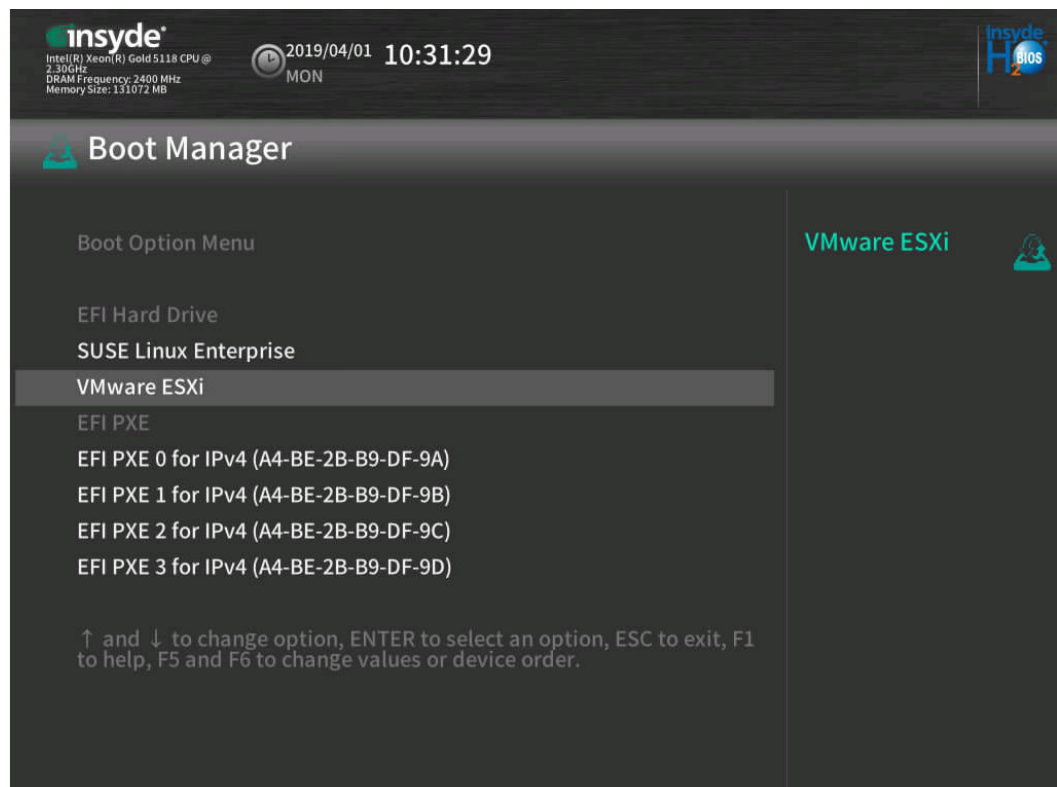 insyde
Intel(R) Xeon(R) Gold 5118 CPU @
2.30GHz
DRAM Frequency: 2400 MHz
Memory Size: 131072 MB
2019/04/01 10:31:29
MON
insyde
H2BIOS
Boot Manager
Boot Option Menu
VMware ESXi
EFI Hard Drive
SUSE Linux Enterprise
VMware ESXi
EFI PXE
EFI PXE 0 for IPv4 (A4-BE-2B-B9-DF-9A)
EFI PXE 1 for IPv4 (A4-BE-2B-B9-DF-9B)
EFI PXE 2 for IPv4 (A4-BE-2B-B9-DF-9C)
EFI PXE 3 for IPv4 (A4-BE-2B-B9-DF-9D)
↑ and ↓ to change option, ENTER to select an option, ESC to exit, F1
to help, F5 and F6 to change values or device order.